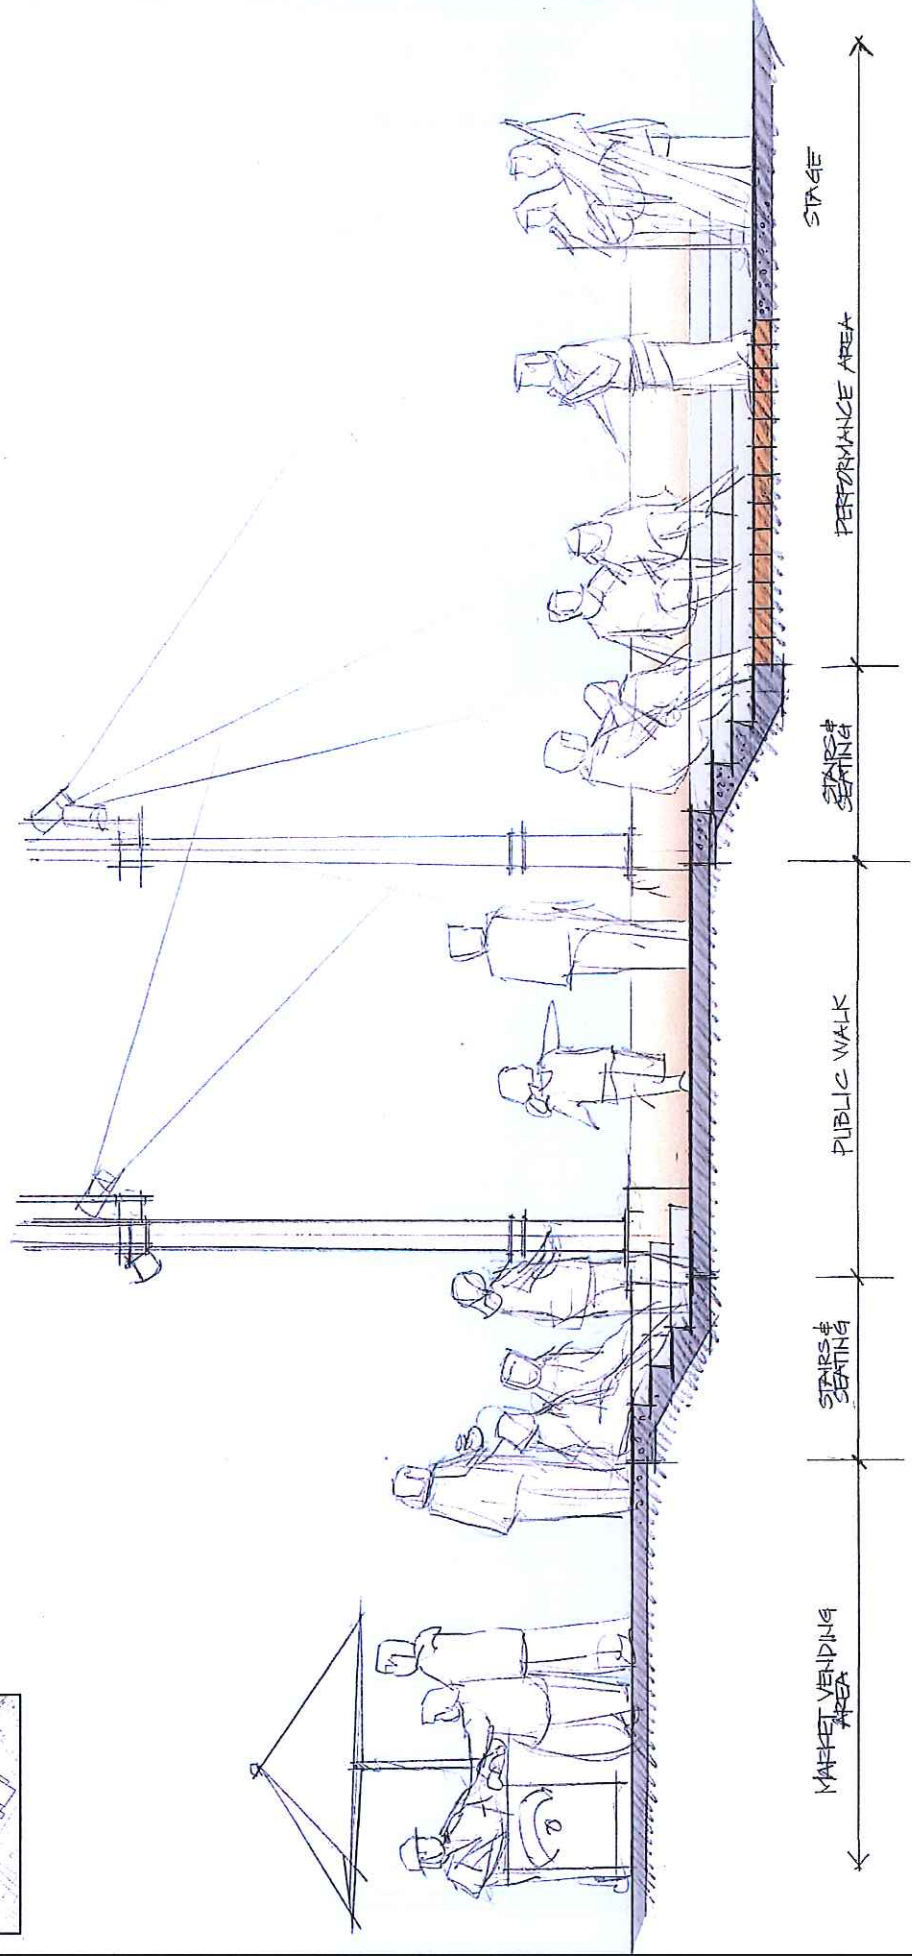 MARKET VENDING
AREA
STAIRS &
SEATING
PUBLIC WALK
STAIRS &
SEATING
PERFORMANCE AREA
STAGE